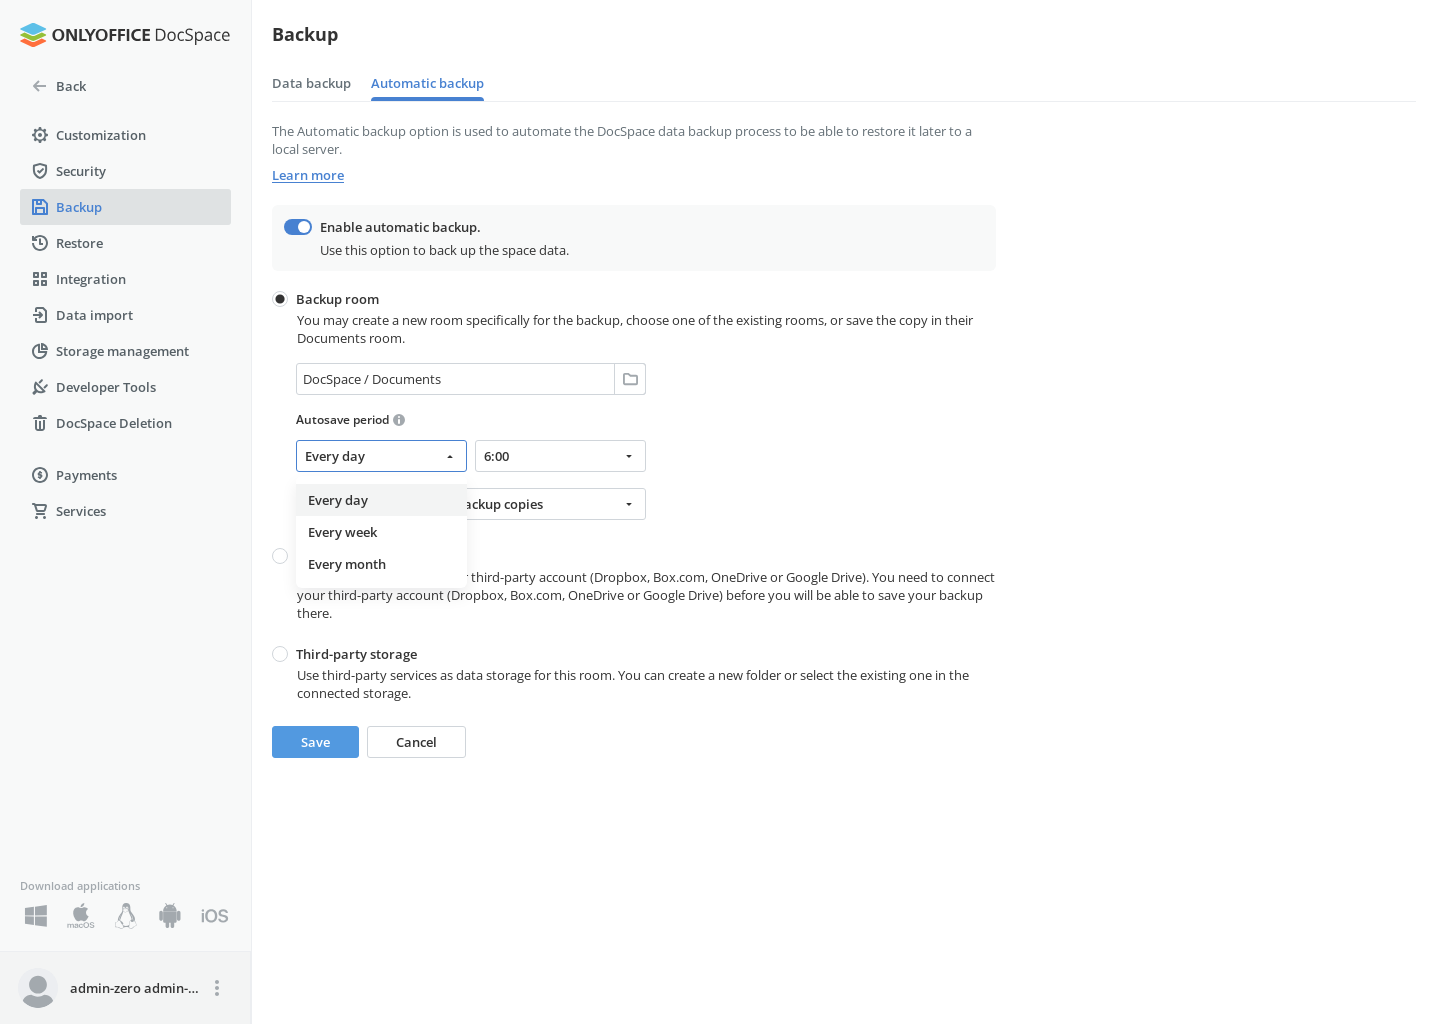 ONLYOFFICE DocSpace
Back
Customization
Security
Backup
Restore
Integration
Data import
Storage management
Developer Tools
DocSpace Deletion
Payments
Services
Download applications
macOS
iOS
admin-zero admin-...
Backup
Data backup
Automatic backup
The Automatic backup option is used to automate the DocSpace data backup process to be able to restore it later to a
local server.
Learn more
Enable automatic backup.
Use this option to back up the space data.
Backup room
You may create a new room specifically for the backup, choose one of the existing rooms, or save the copy in their
Documents room.
DocSpace / Documents
Autosave period
Every day
6:00
Every day
Every week
Every month
copies
third-party account (Dropbox, Box.com, OneDrive or Google Drive). You need to connect
your third-party account (Dropbox, Box.com, OneDrive or Google Drive) before you will be able to save your backup
there.
Third-party storage
Use third-party services as data storage for this room. You can create a new folder or select the existing one in the
connected storage.
Save
Cancel